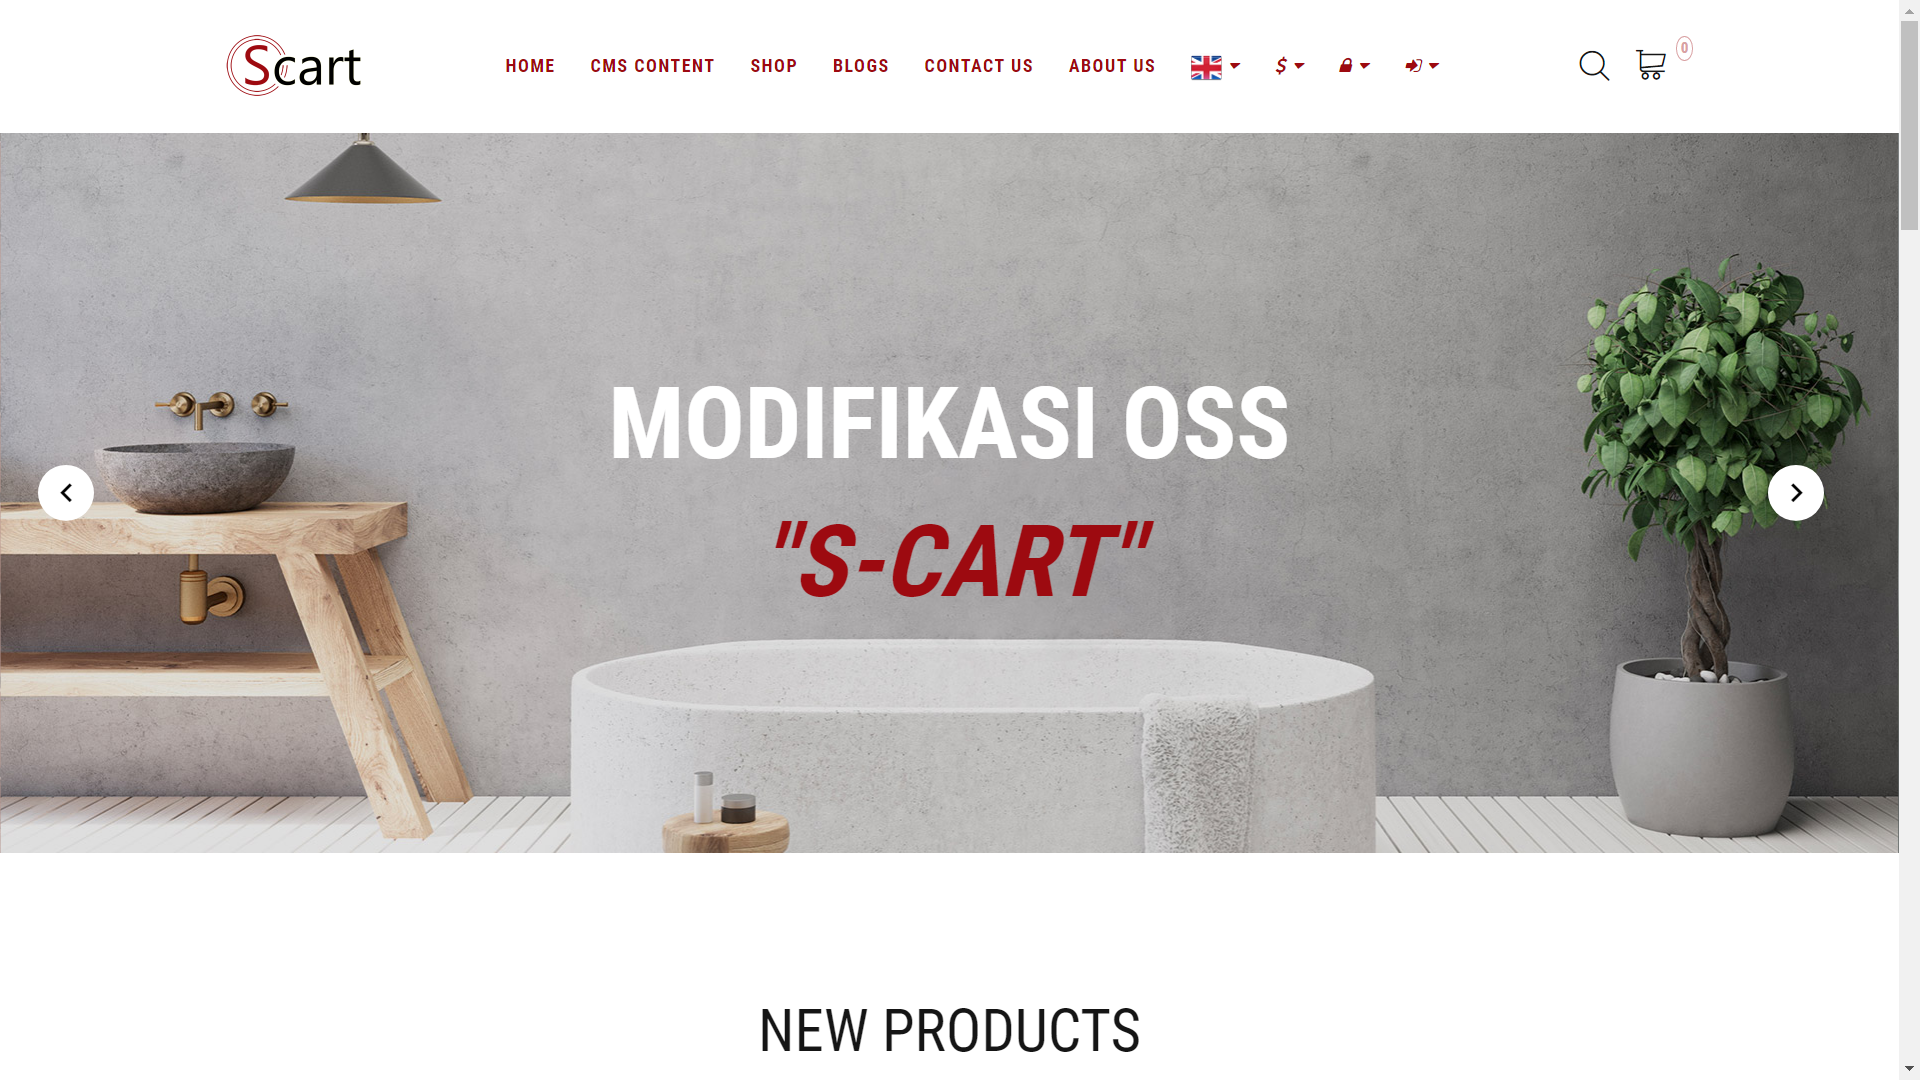 Scart
HOME CMS CONTENT SHOP BLOGS CONTACT US ABOUT US $ 0
MODIFIKASI OSS
"S-CART"
NEW PRODUCTS